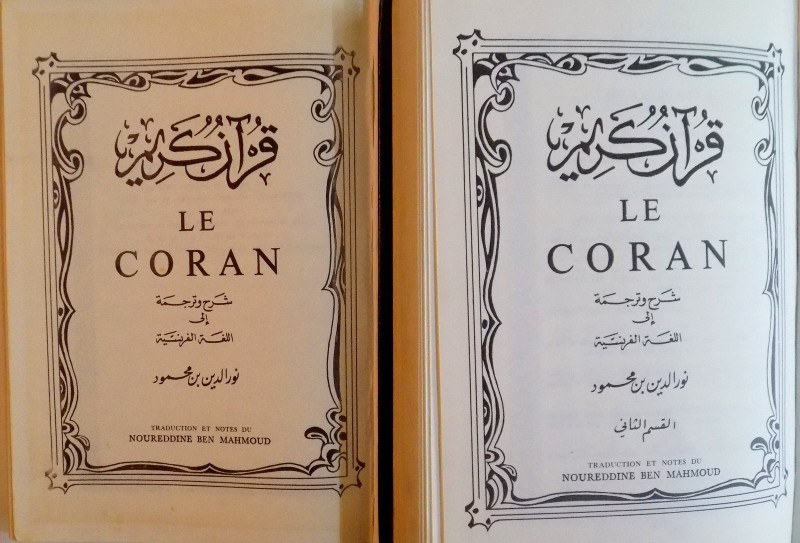 قرآن كريم
LE
CORAN
شرح وترجمة
إلى
اللغة الفرنسية
نور الدين بن محمود
TRADUCTION ET NOTES DU
NOUREDDINE BEN MAHMOUD
قرآن كريم
LE
CORAN
شرح وترجمة
إلى
اللغة الفرنسية
نور الدين بن محمود
القسم الثاني
TRADUCTION ET NOTES DU
NOUREDDINE BEN MAHMOUD